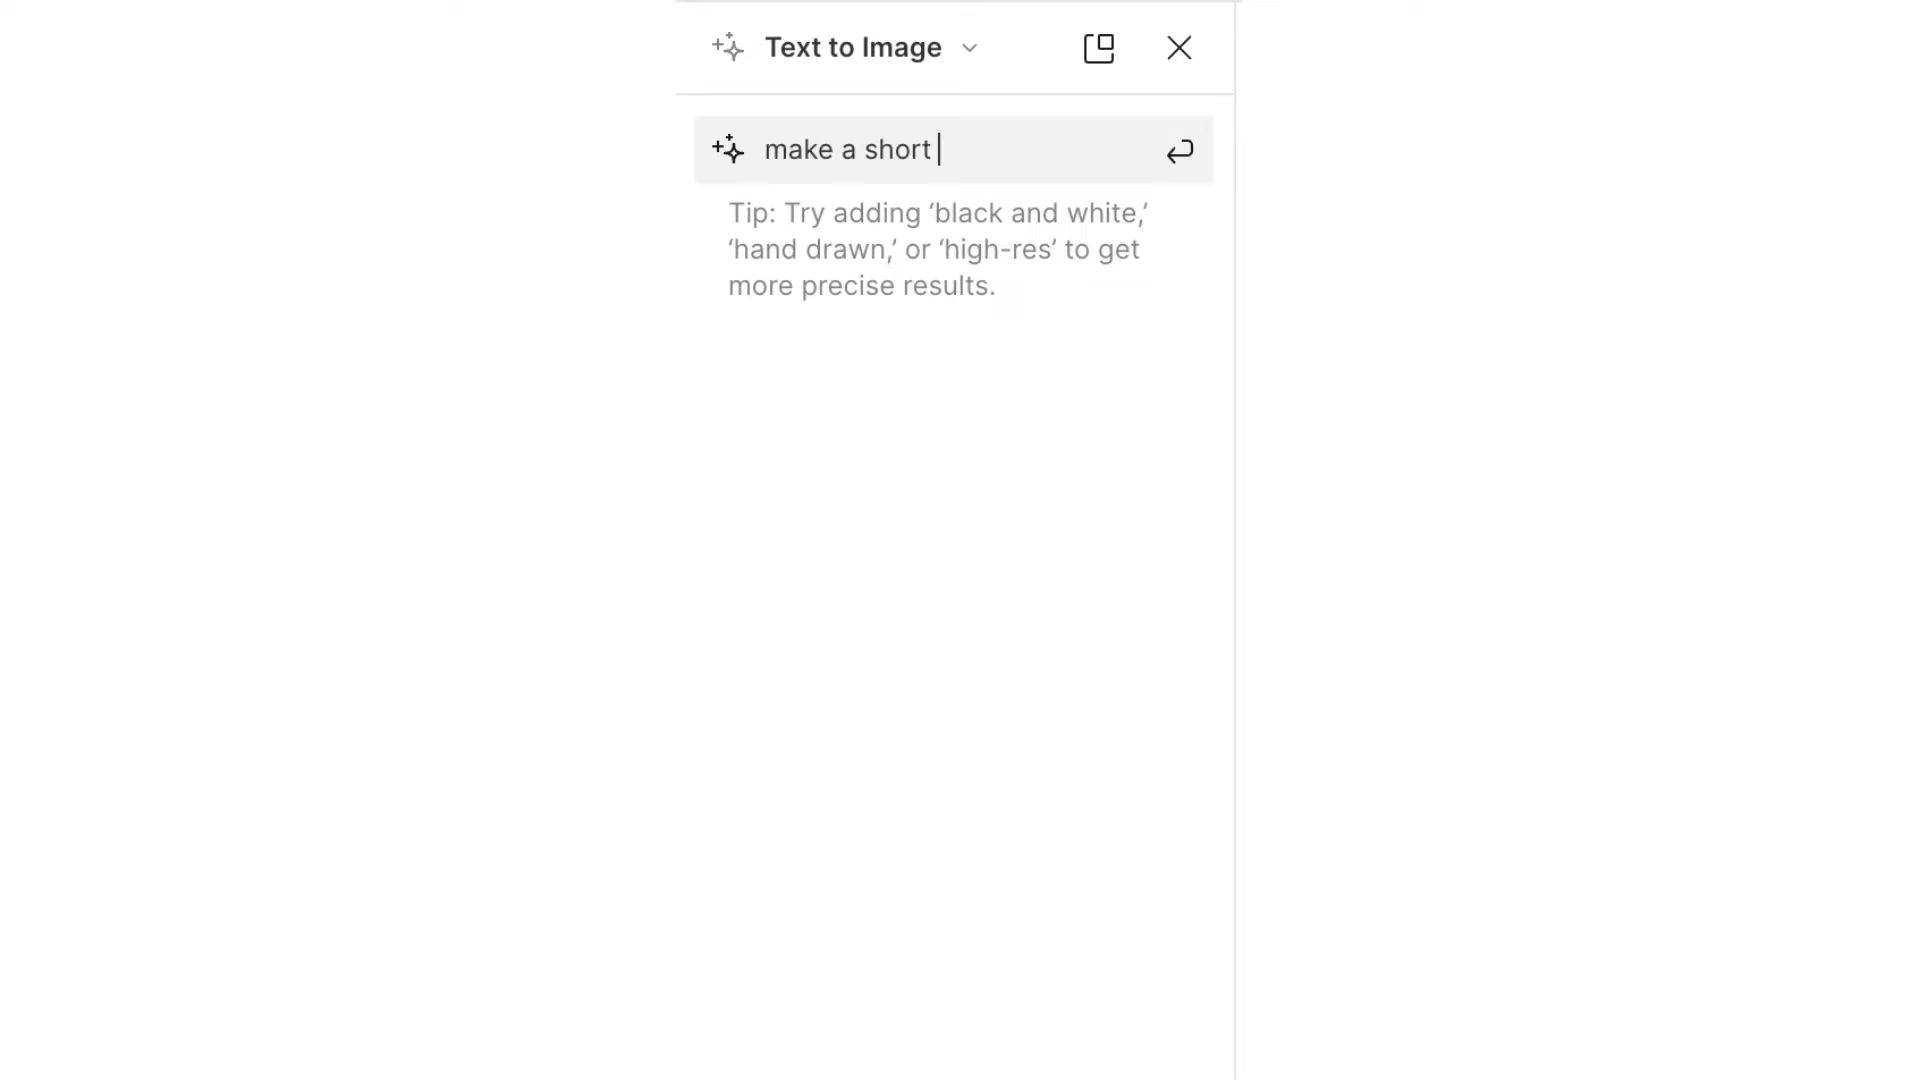 Text to Image
make a short
Tip: Try adding ‘black and white,’
‘hand drawn,’ or ‘high-res’ to get
more precise results.